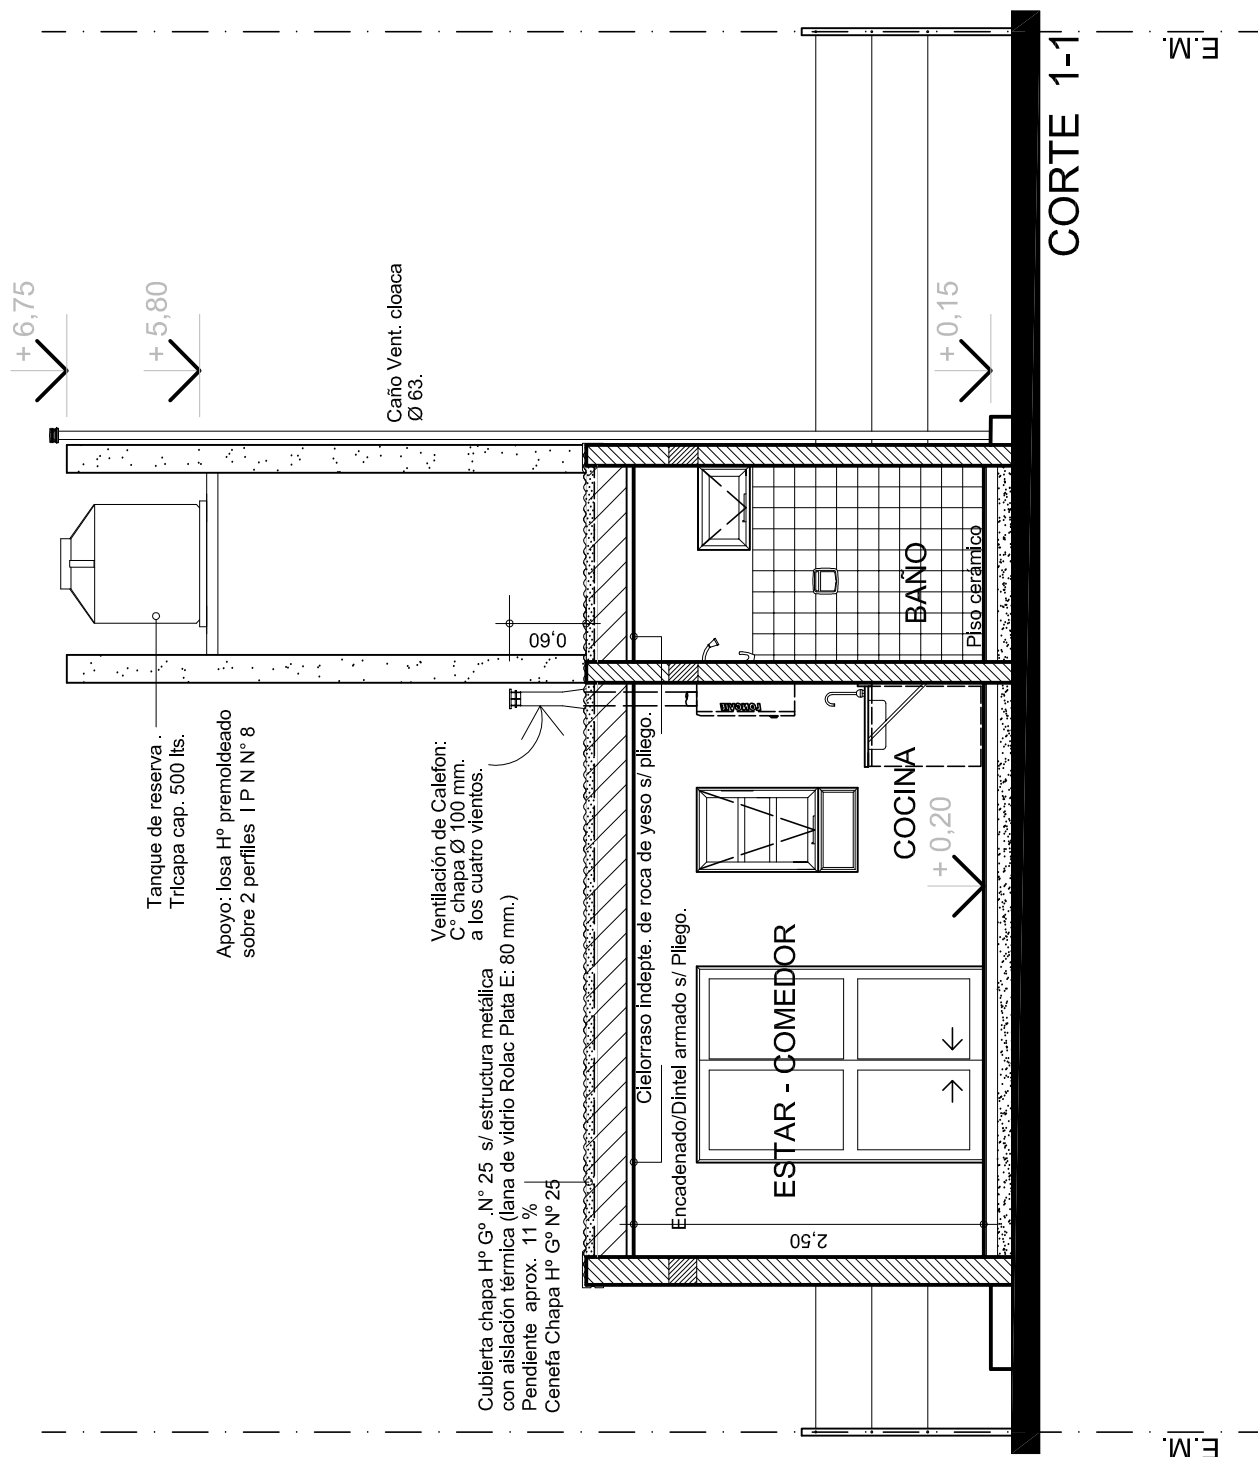 + 6,75
+ 5,80
+ 0,15
Caño Vent. cloaca
Ø 63.
Tanque de reserva .
TrIcapa cap. 500 lts.
Apoyo: losa Hº premoldeado
sobre 2 perfiles I P N N° 8
0,60
Ventilación de Calefon:
C° chapa Ø 100 mm.
a los cuatro vientos.
Cubierta chapa Hº Gº .N° 25 s/ estructura metálica
con aislación térmica (lana de vidrio Rolac Plata E: 80 mm.)
Pendiente aprox. 11 %
Cenefa Chapa Hº Gº Nº 25
Cielorraso indepte. de roca de yeso s/ pliego.
Encadenado/Dintel armado s/ Pliego.
2,50
ESTAR - COMEDOR
COCINA
+ 0,20
BAÑO
Piso cerámico
CORTE 1-1
E.M.
E.M.